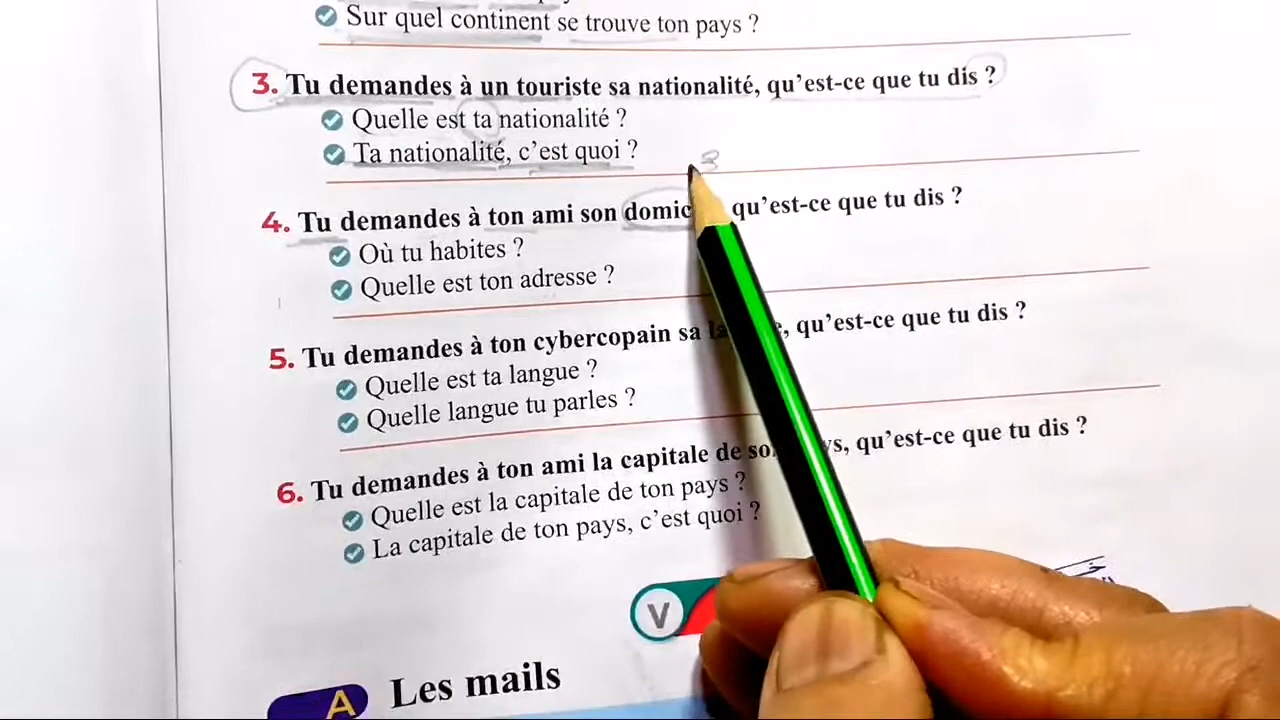 Sur quel continent se trouve ton pays ?
3. Tu demandes à un touriste sa nationalité, qu'est-ce que tu dis ?
Quelle est ta nationalité ?
Ta nationalité, c'est quoi ?
4. Tu demandes à ton ami son domic qu'est-ce que tu dis ?
Où tu habites ?
Quelle est ton adresse ?
5. Tu demandes à ton cybercopain sa la , qu'est-ce que tu dis ?
Quelle est ta langue ?
Quelle langue tu parles ?
6. Tu demandes à ton ami la capitale de so ys, qu'est-ce que tu dis ?
Quelle est la capitale de ton pays ?
La capitale de ton pays, c'est quoi ?
V
A Les mails